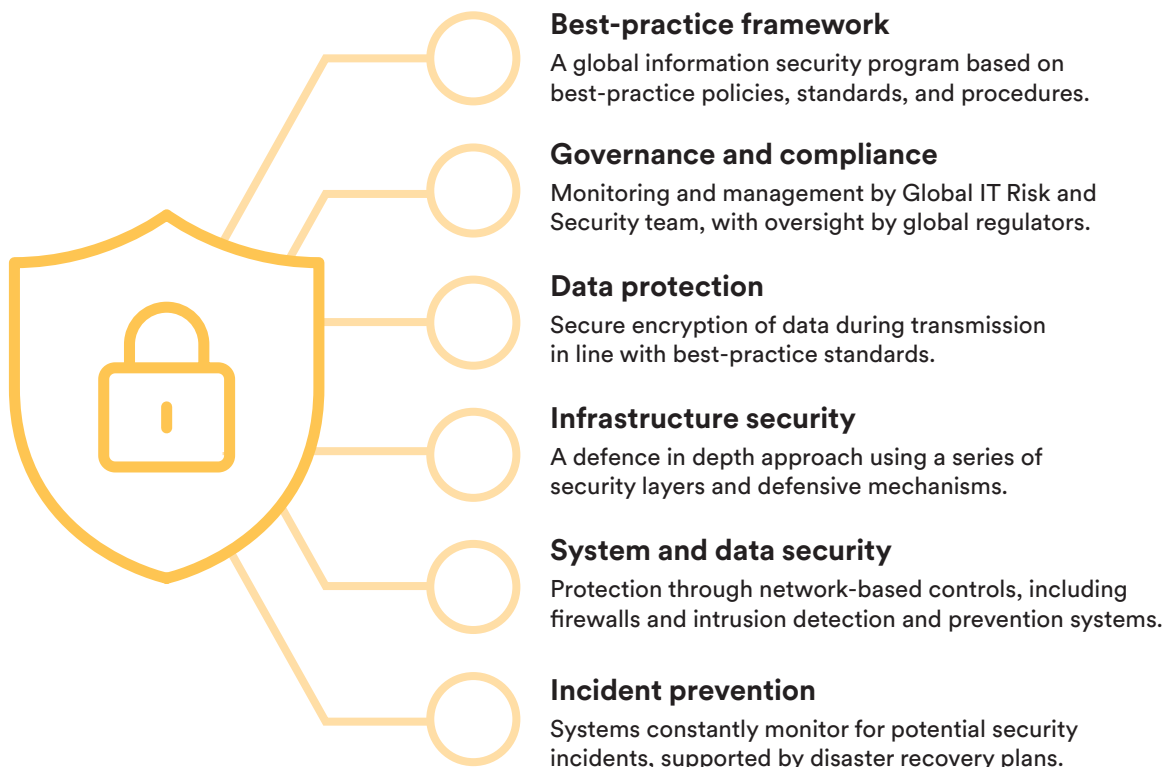 Best-practice framework
A global information security program based on
best-practice policies, standards, and procedures.
Governance and compliance
Monitoring and management by Global IT Risk and
Security team, with oversight by global regulators.
Data protection
Secure encryption of data during transmission
in line with best-practice standards.
Infrastructure security
A defence in depth approach using a series of
security layers and defensive mechanisms.
System and data security
Protection through network-based controls, including
firewalls and intrusion detection and prevention systems.
Incident prevention
Systems constantly monitor for potential security
incidents, supported by disaster recovery plans.